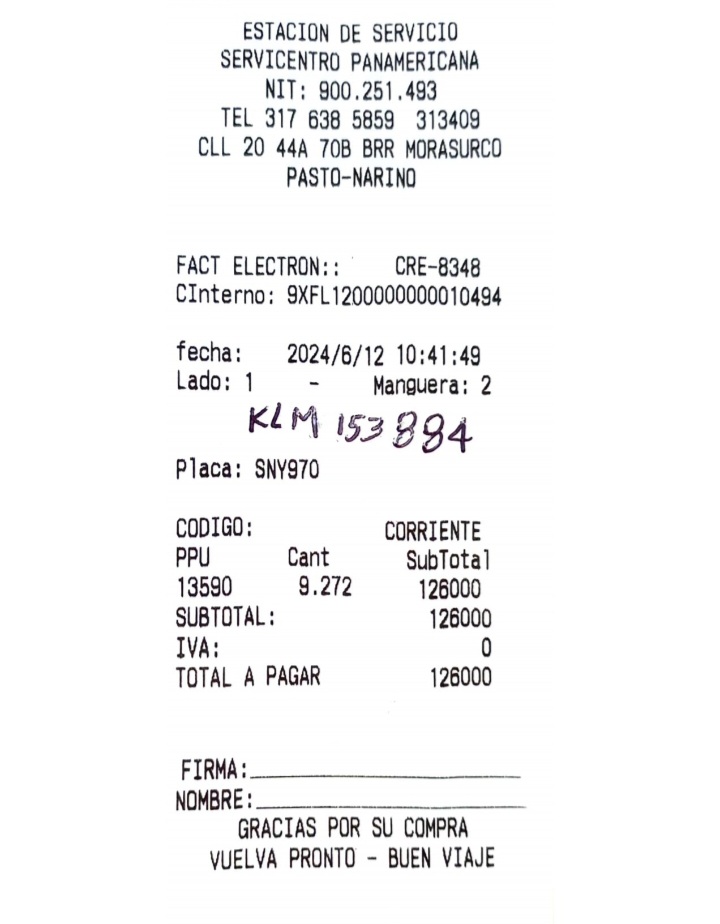 ESTACION DE SERVICIO
SERVICENTRO PANAMERICANA
NIT: 900.251.493
TEL 317 638 5859 313409
CLL 20 44A 70B BRR MORASURCO
PASTO-NARINO
FACT ELECTRON:: CRE-8348
CInterno: 9XFL1200000000010494
fecha: 2024/6/12 10:41:49
Lado: 1 - Manguera: 2
KLM 153884
Placa: SNY970
CODIGO: CORRIENTE
PPU Cant SubTotal
13590 9.272 126000
SUBTOTAL: 126000
IVA: 0
TOTAL A PAGAR 126000
FIRMA:
NOMBRE:
GRACIAS POR SU COMPRA
VUELVA PRONTO - BUEN VIAJE